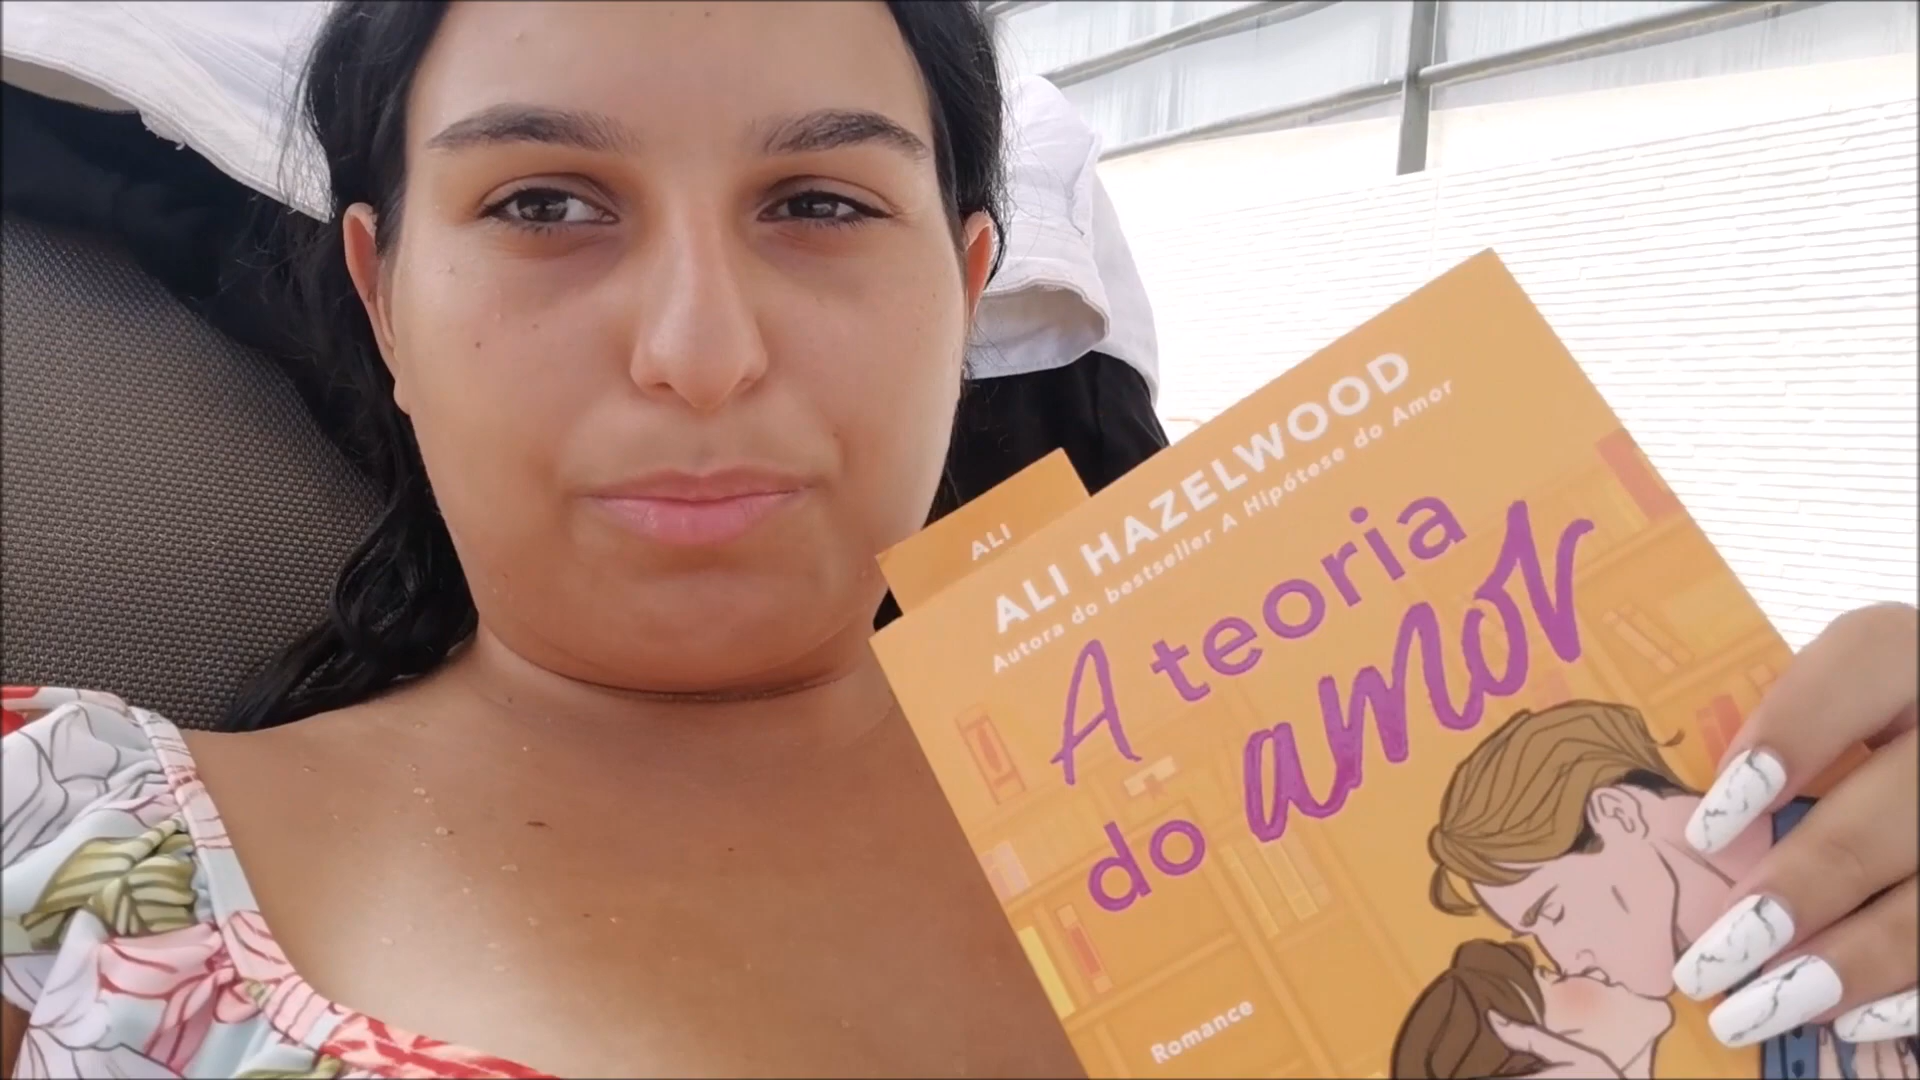 ALI
ALI HAZELWOOD
Autora do bestseller A Hipótese do Amor
A teoria
do amor
Romance